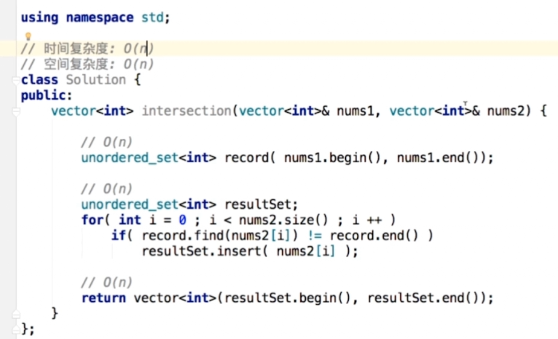 using namespace std;
// 时间复杂度: O(n)
// 空间复杂度: O(n)
class Solution {
public:
vector<int> intersection(vector<int>& nums1, vector<int>& nums2) {
// O(n)
unordered_set<int> record( nums1.begin(), nums1.end());
// O(n)
unordered_set<int> resultSet;
for( int i = 0 ; i < nums2.size() ; i ++ )
if( record.find(nums2[i]) != record.end() )
resultSet.insert( nums2[i] );
// O(n)
return vector<int>(resultSet.begin(), resultSet.end());
}
};